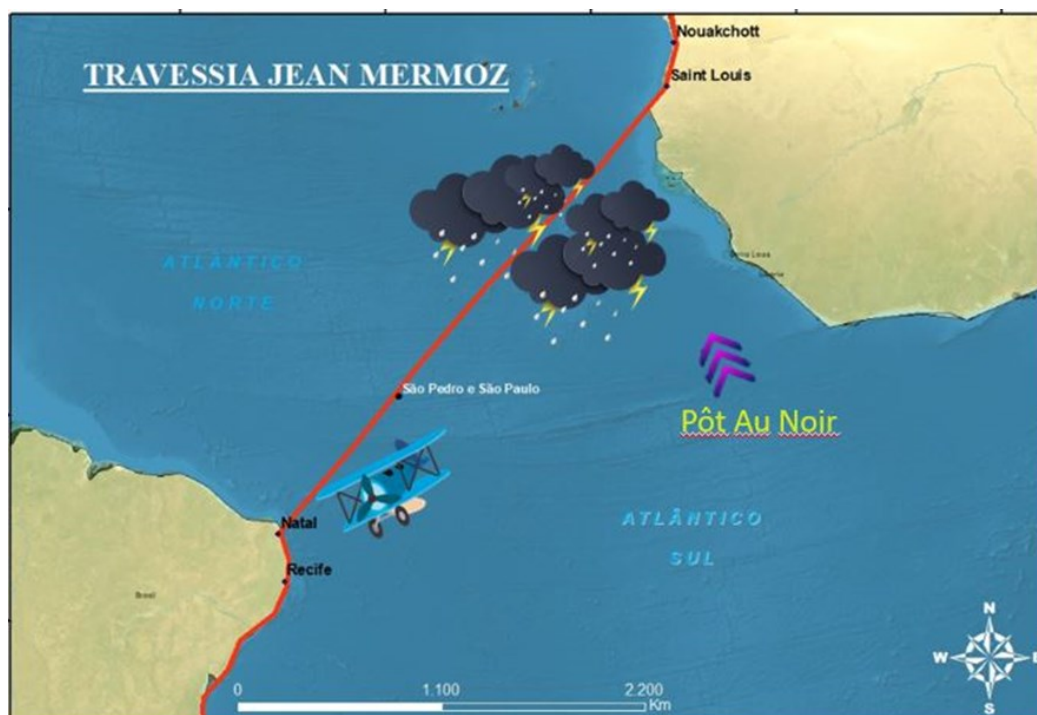 Nouakchott
TRAVESSIA JEAN MERMOZ
Saint Louis
ATLÂNTICO
NORTE
São Pedro e São Paulo
Pôt Au Noir
ATLÂNTICO
SUL
Natal
Recife
Brasil
N
W
S
0
1.100
2.200
Km